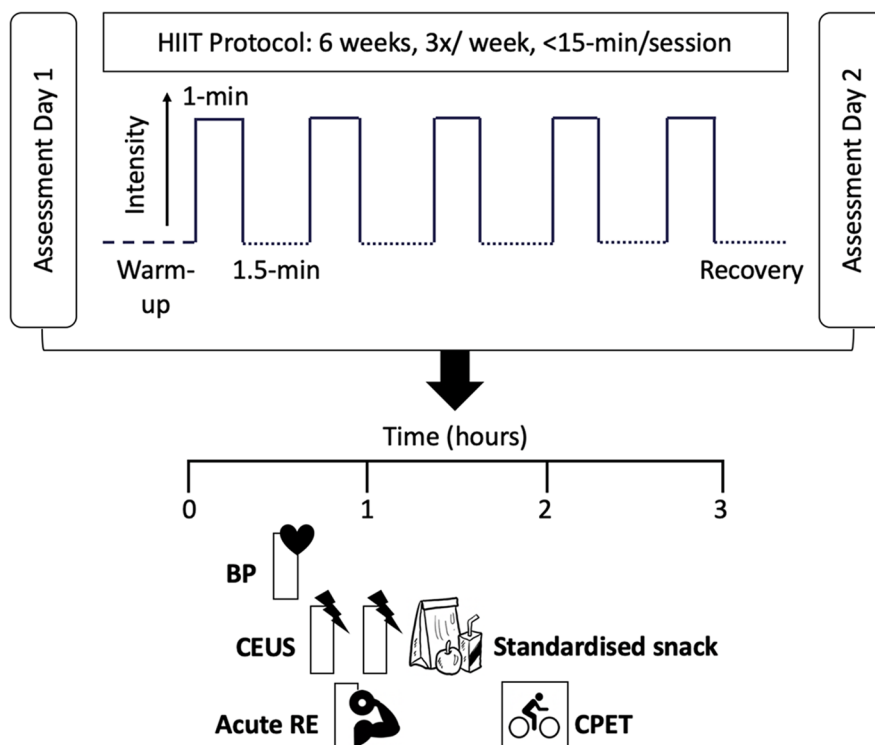 HIIT Protocol: 6 weeks, 3x/ week, <15-min/session
Assessment Day 1
Intensity
1-min
Warm-
up
1.5-min
Recovery
Assessment Day 2
Time (hours)
0
1
2
3
BP
CEUS
Standardised snack
Acute RE
CPET